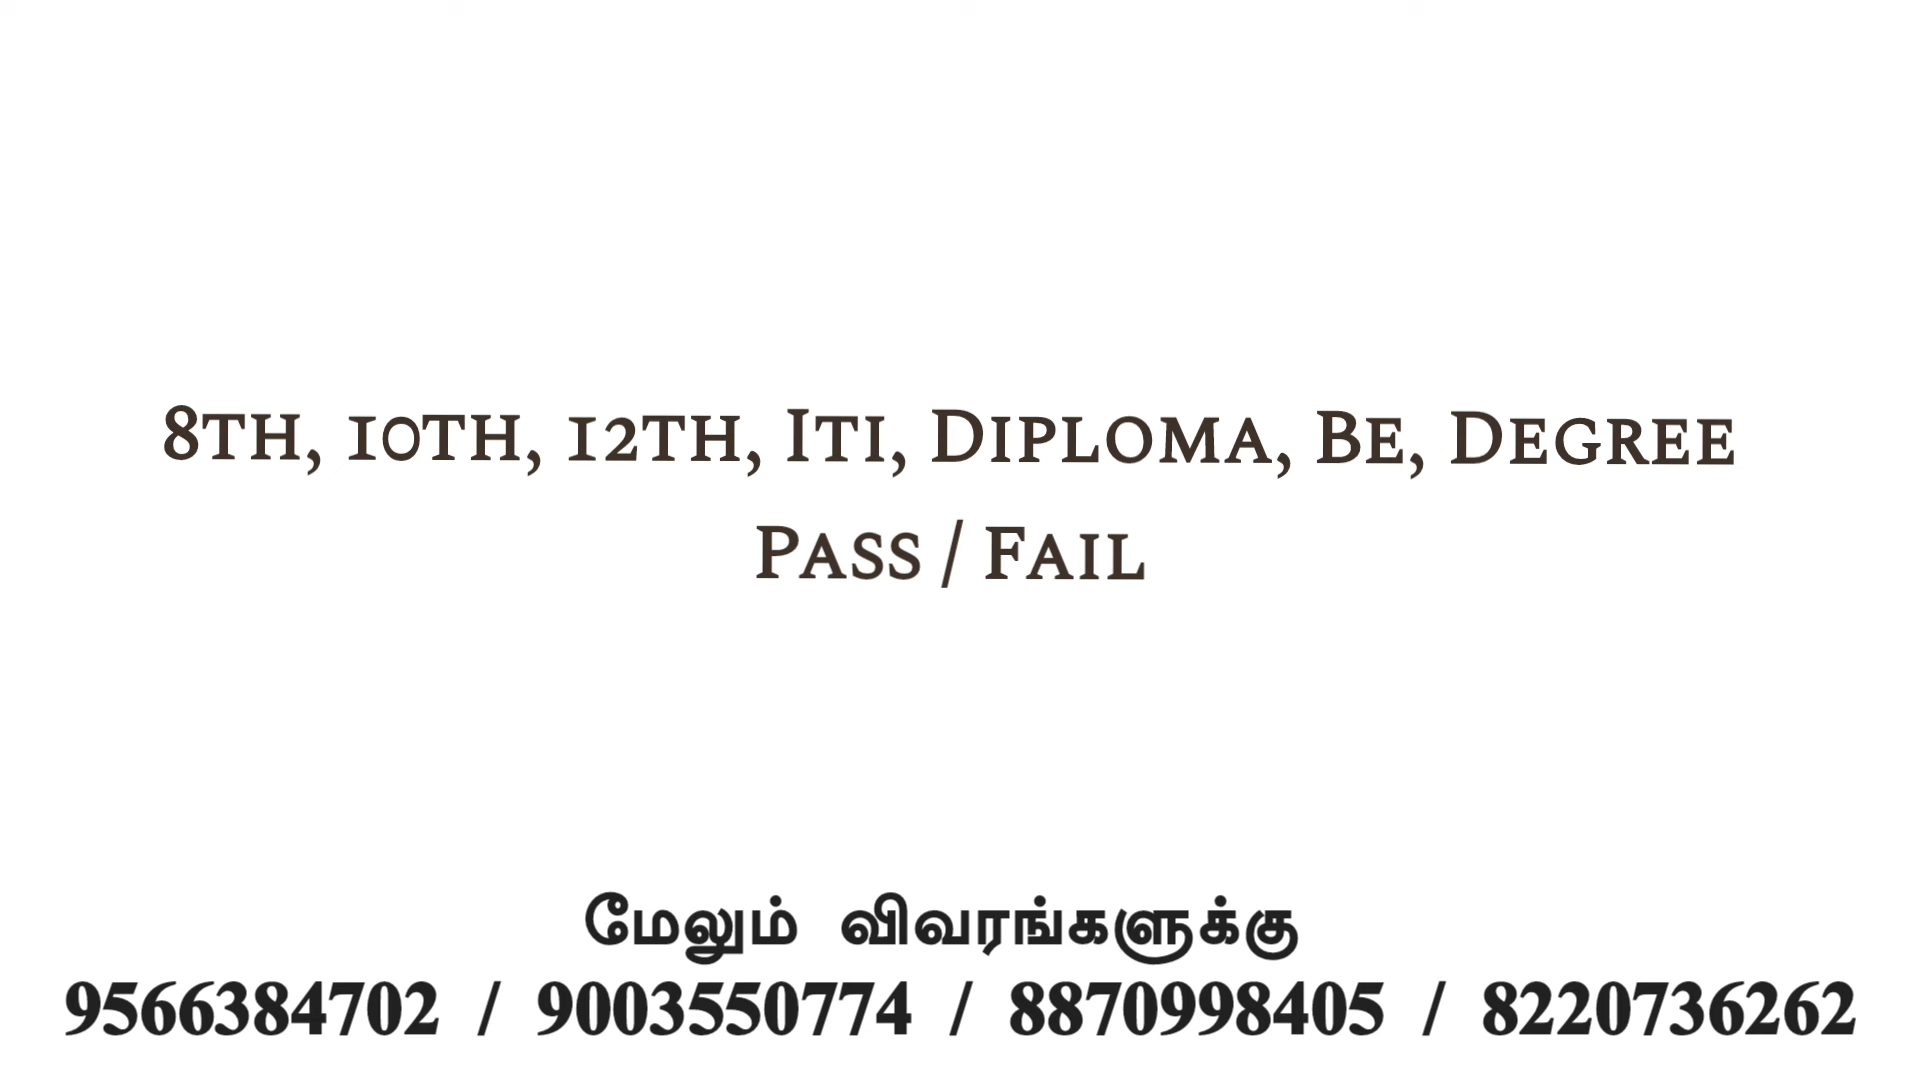 8th, 10th, 12th, Iti, Diploma, Be, Degree
Pass / Fail
மேலும் விவரங்களுக்கு
9566384702 / 9003550774 / 8870998405 / 8220736262